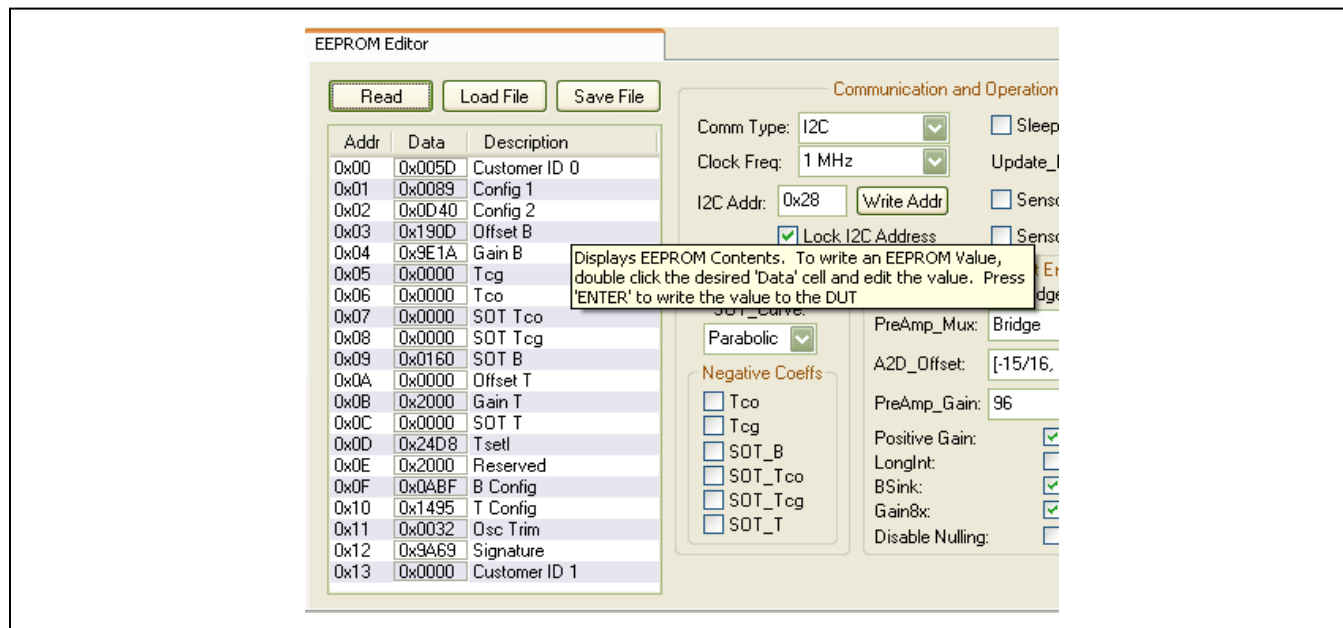 EEPROM Editor
Read Load File Save File
Addr Data Description
0x00 0x005D Customer ID 0
0x01 0x0089 Config 1
0x02 0x0D40 Config 2
0x03 0x190D Offset B
0x04 0x9E1A Gain B
0x05 0x0000 Tcg
0x06 0x0000 Tco
0x07 0x0000 SOT Tco
0x08 0x0000 SOT Tcg
0x09 0x0160 SOT B
0x0A 0x0000 Offset T
0x0B 0x2000 Gain T
0x0C 0x0000 SOT T
0x0D 0x24D8 Tsetl
0x0E 0x2000 Reserved
0x0F 0x0ABF B Config
0x10 0x1495 T Config
0x11 0x0032 Osc Trim
0x12 0x9A69 Signature
0x13 0x0000 Customer ID 1
Communication and Operation
Comm Type: I2C
Sleep
Clock Freq: 1 MHz
Update_
I2C Addr: 0x28 Write Addr
Senso
Lock I2C Address
Senso
Displays EEPROM Contents. To write an EEPROM Value,
double click the desired 'Data' cell and edit the value. Press
'ENTER' to write the value to the DUT
SOT_Curve:
Parabolic
Negative Coeffs
Tco
Tcg
SOT_B
SOT_Tco
SOT_Tcg
SOT_T
PreAmp_Mux: Bridge
A2D_Offset: [-15/16,
PreAmp_Gain: 96
Positive Gain:
LongInt:
BSink:
Gain8x:
Disable Nulling: